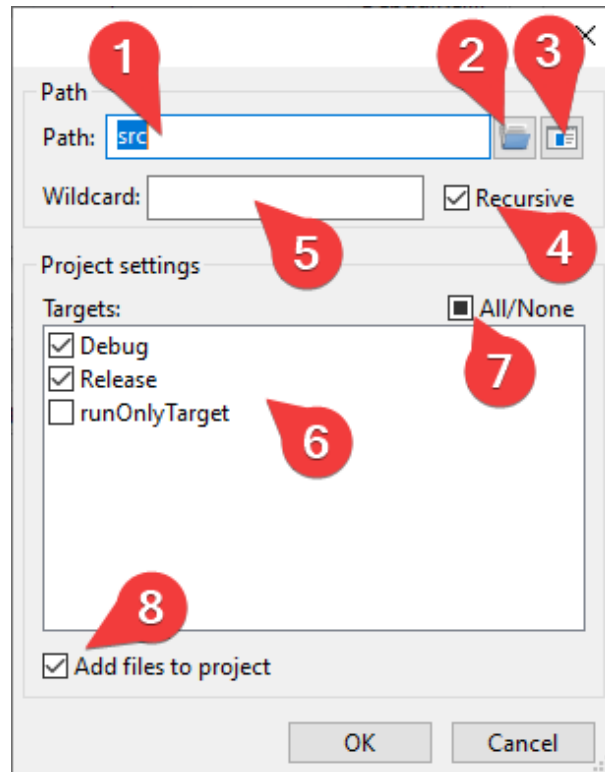 1
2
3
Path
Path: src
Wildcard:
Recursive
5
4
Project settings
Targets:
All/None
Debug
Release
7
runOnlyTarget
6
8
Add files to project
OK
Cancel